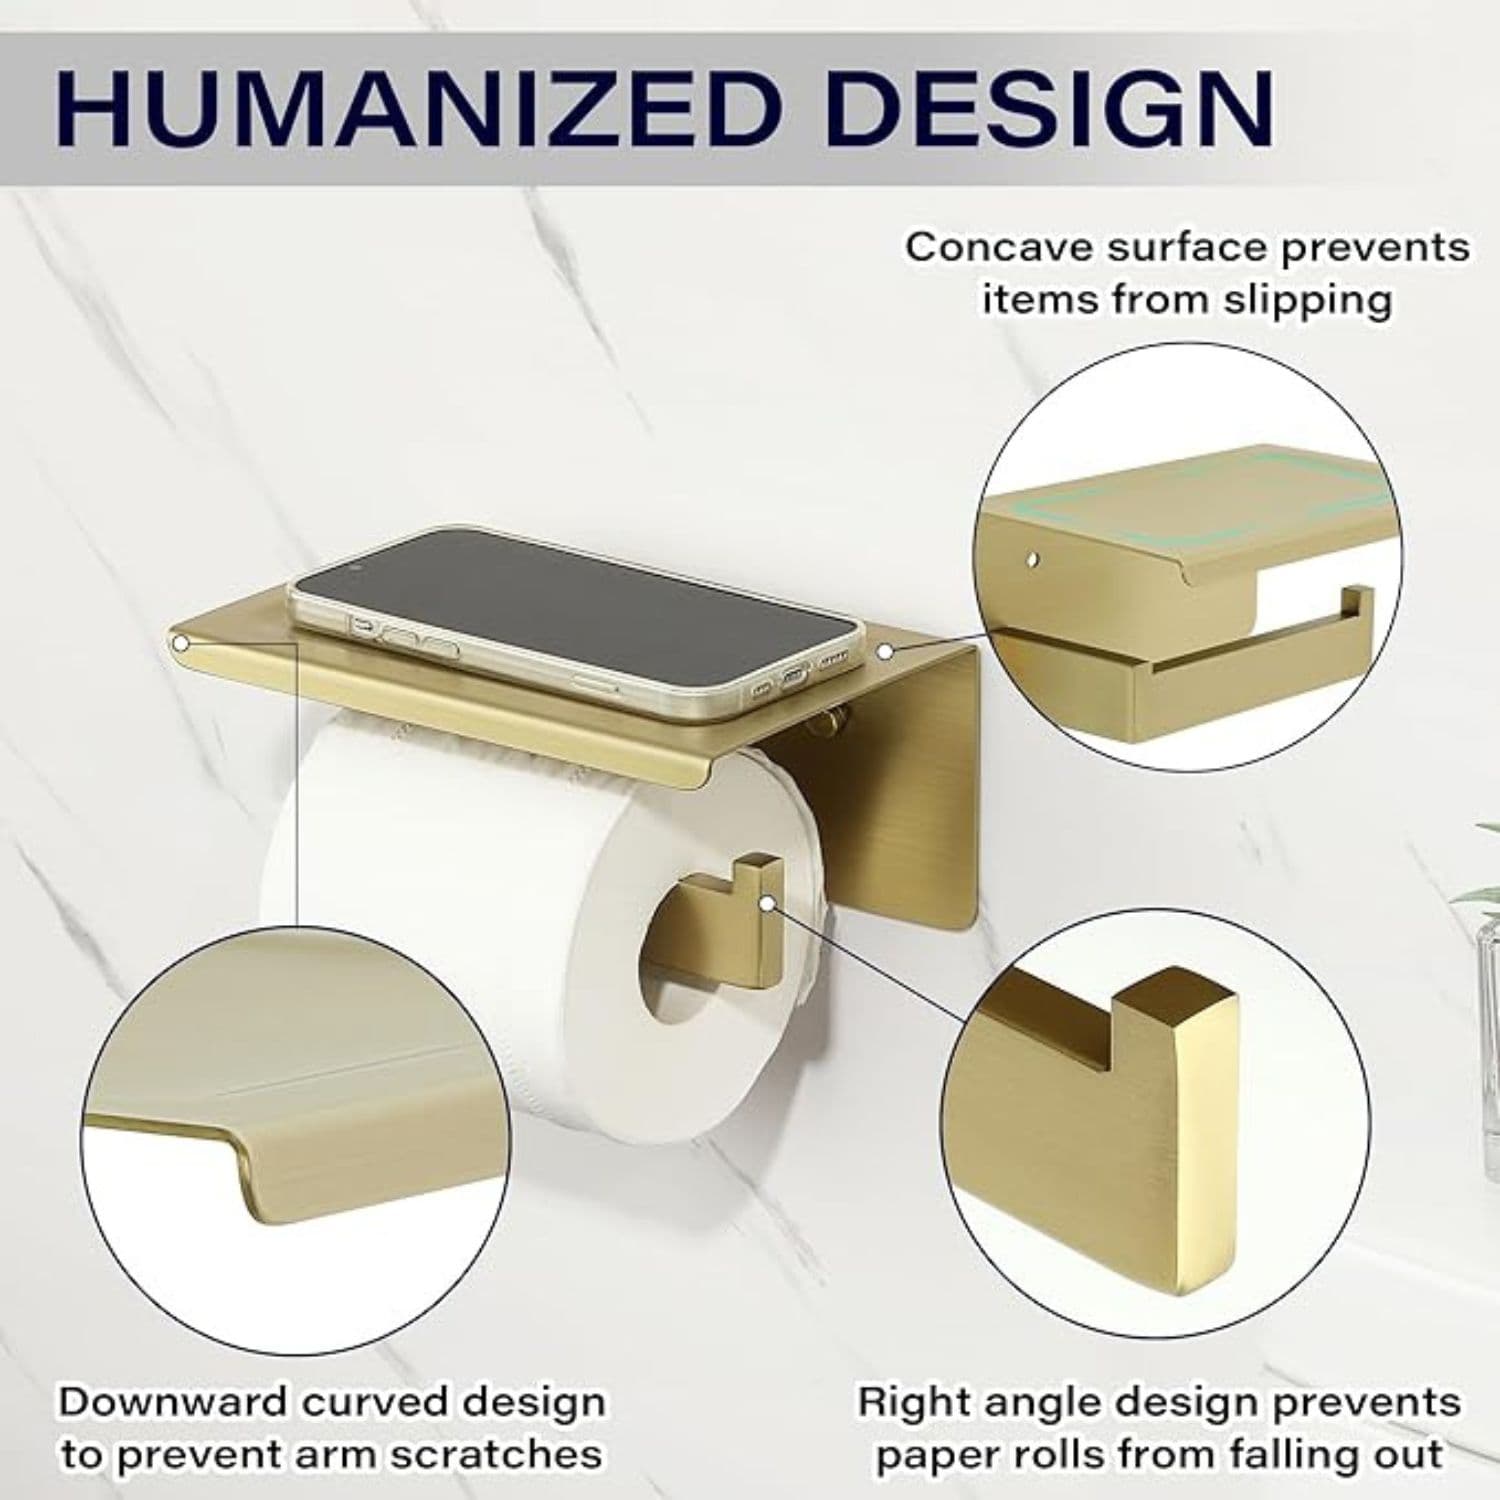 HUMANIZED DESIGN
Concave surface prevents
items from slipping
Downward curved design
to prevent arm scratches
Right angle design prevents
paper rolls from falling out